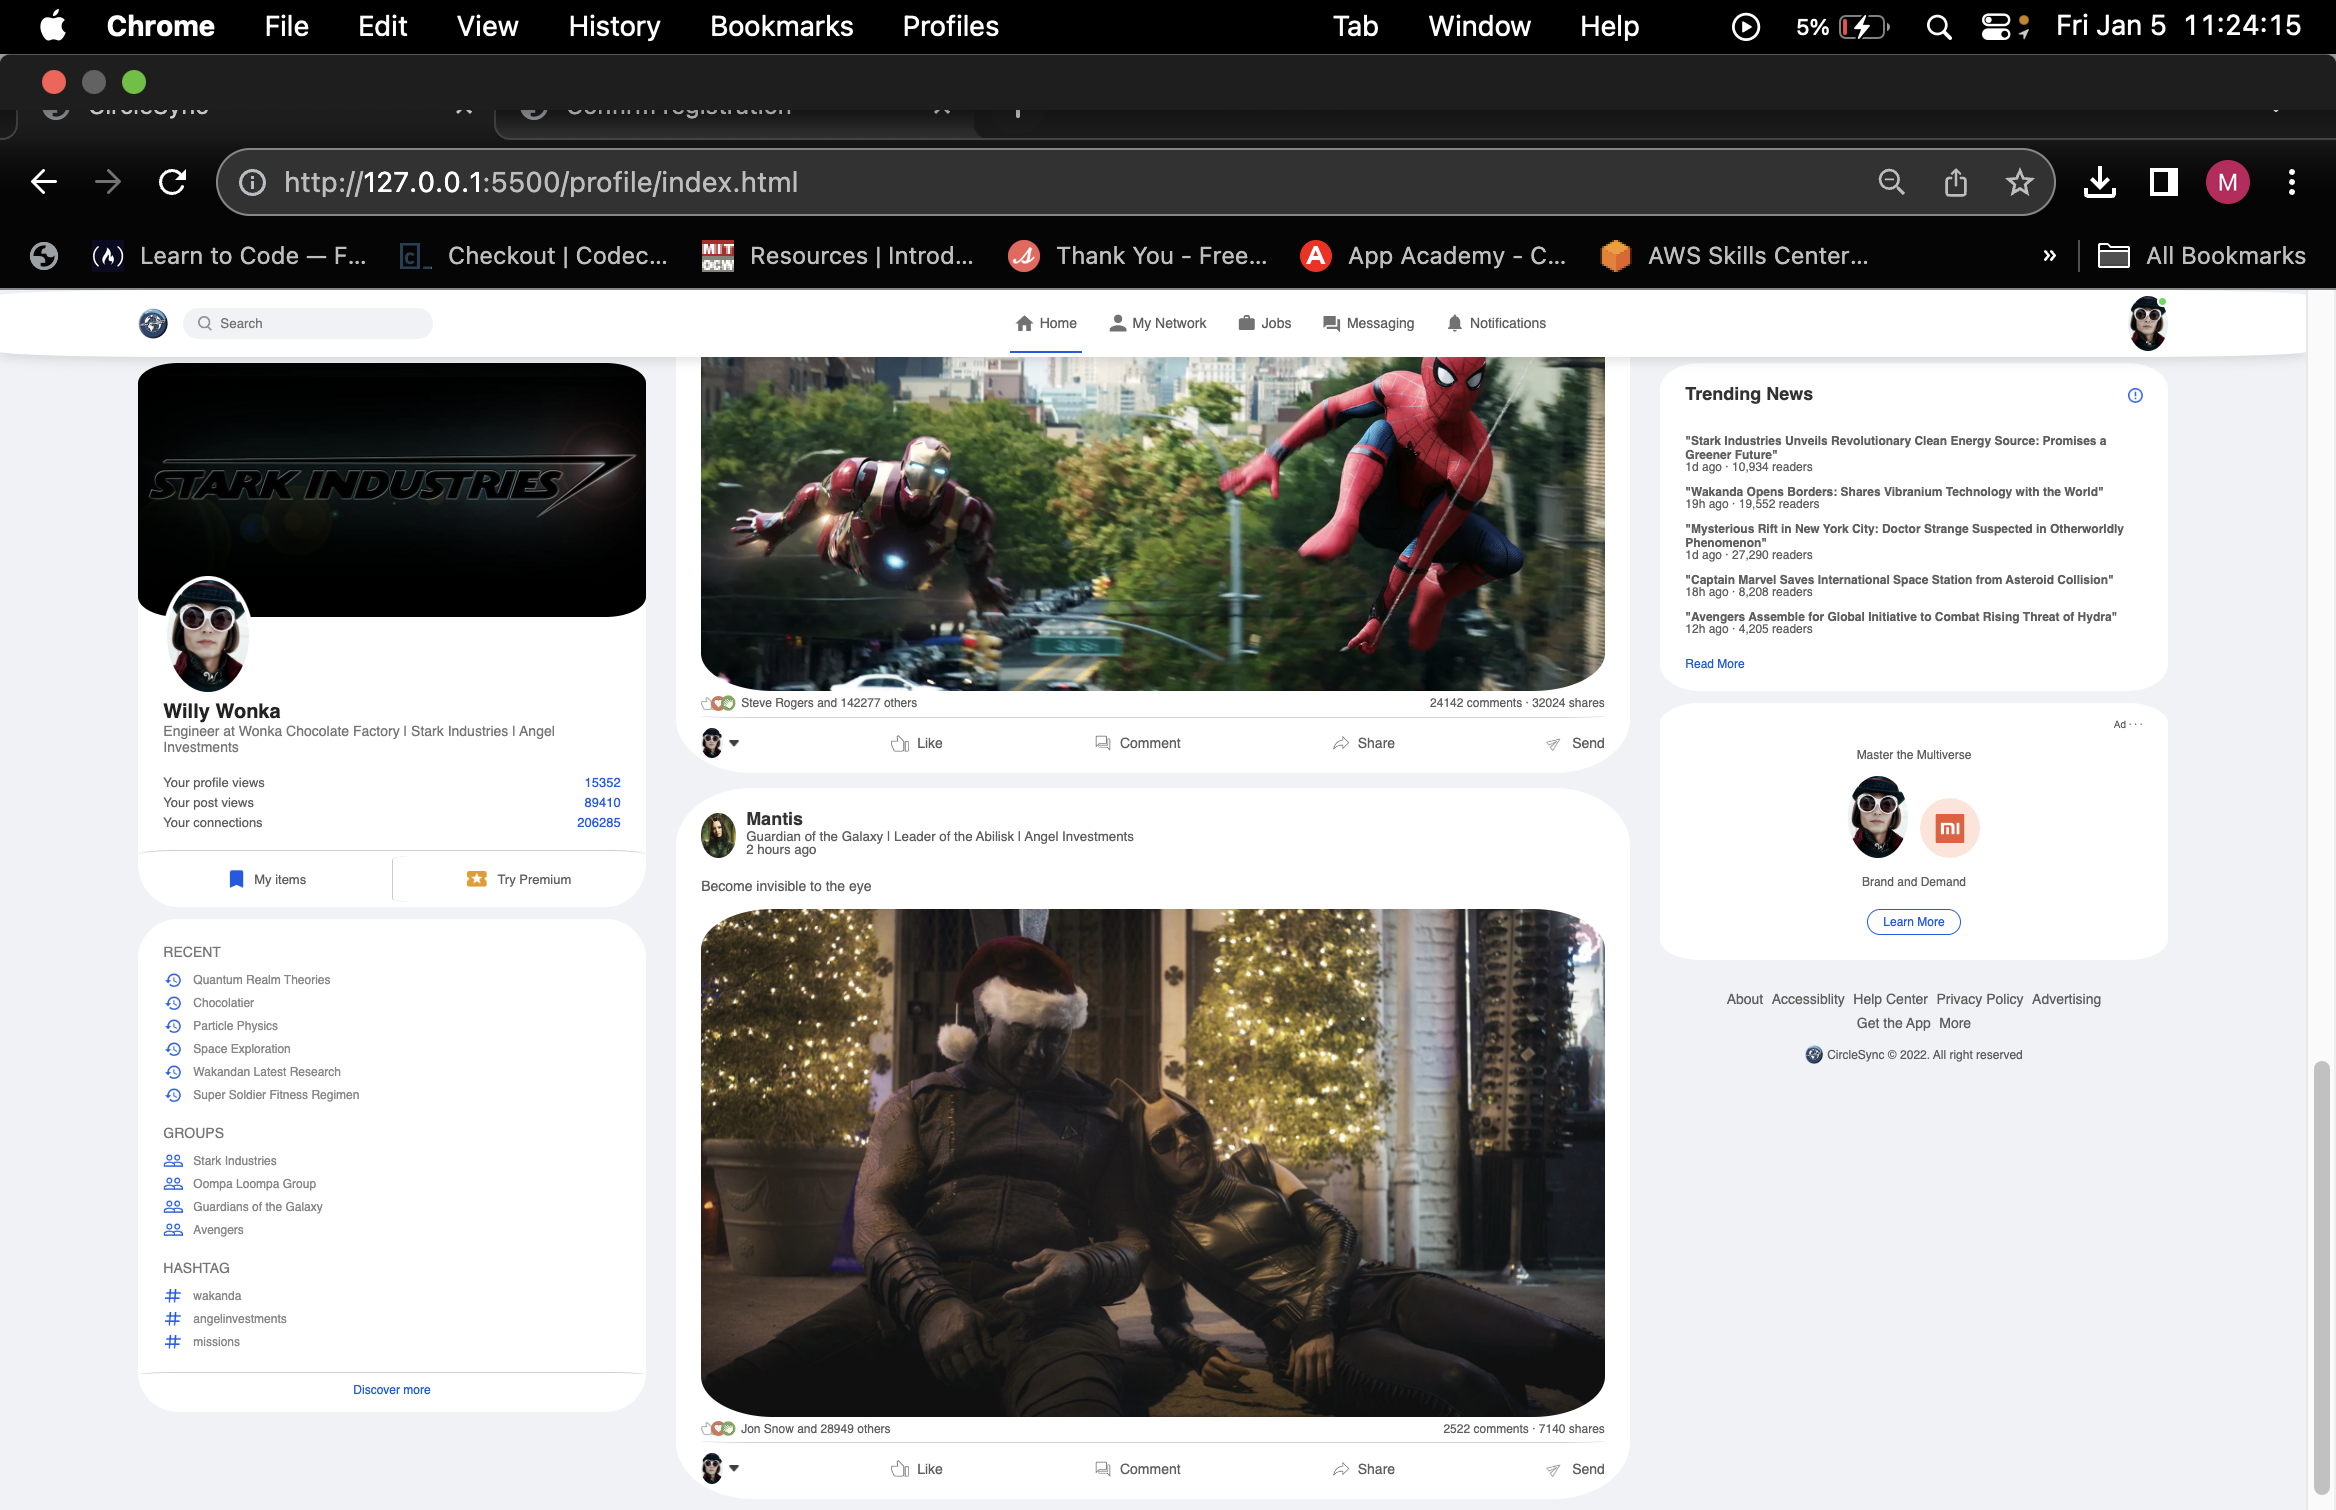 Chrome File Edit View History Bookmarks Profiles Tab Window Help 5% Fri Jan 5 11:24:15
CircleSync Confirm registration
http://127.0.0.1:5500/profile/index.html M
Learn to Code — F... Checkout | Codec... Resources | Introd... Thank You - Free... App Academy - C... AWS Skills Center... » All Bookmarks
Search Home My Network Jobs Messaging Notifications
STARK INDUSTRIES
Willy Wonka
Engineer at Wonka Chocolate Factory | Stark Industries | Angel
Investments
Your profile views 15352
Your post views 89410
Your connections 206285
My items Try Premium
RECENT
Quantum Realm Theories
Chocolatier
Particle Physics
Space Exploration
Wakandan Latest Research
Super Soldier Fitness Regimen
GROUPS
Stark Industries
Oompa Loompa Group
Guardians of the Galaxy
Avengers
HASHTAG
# wakanda
# angelinvestments
# missions
Discover more
Steve Rogers and 142277 others 24142 comments · 32024 shares
Like Comment Share Send
Mantis
Guardian of the Galaxy | Leader of the Abilisk | Angel Investments
2 hours ago
Become invisible to the eye
Jon Snow and 28949 others 2522 comments · 7140 shares
Like Comment Share Send
Trending News
"Stark Industries Unveils Revolutionary Clean Energy Source: Promises a
Greener Future"
1d ago · 10,934 readers
"Wakanda Opens Borders: Shares Vibranium Technology with the World"
19h ago · 19,552 readers
"Mysterious Rift in New York City: Doctor Strange Suspected in Otherworldly
Phenomenon"
1d ago · 27,290 readers
"Captain Marvel Saves International Space Station from Asteroid Collision"
18h ago · 8,208 readers
"Avengers Assemble for Global Initiative to Combat Rising Threat of Hydra"
12h ago · 4,205 readers
Read More
Ad · · ·
Master the Multiverse
mi
Brand and Demand
Learn More
About Accessiblity Help Center Privacy Policy Advertising
Get the App More
CircleSync © 2022. All right reserved